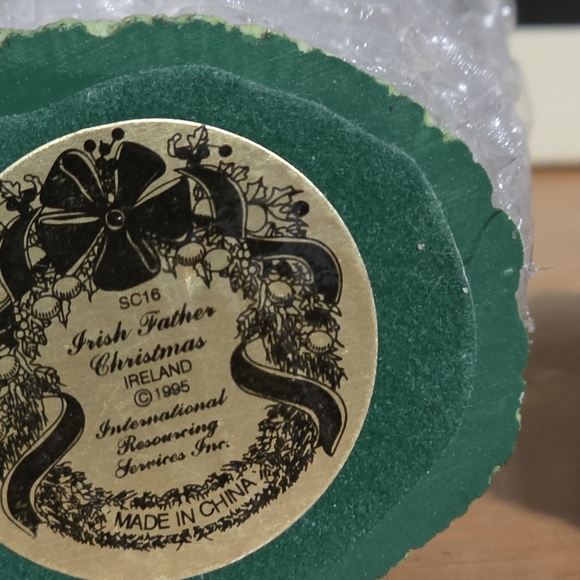 SC16
Irish Father
Christmas
IRELAND
©1995
International
Resourcing
Services Inc.
MADE IN CHINA